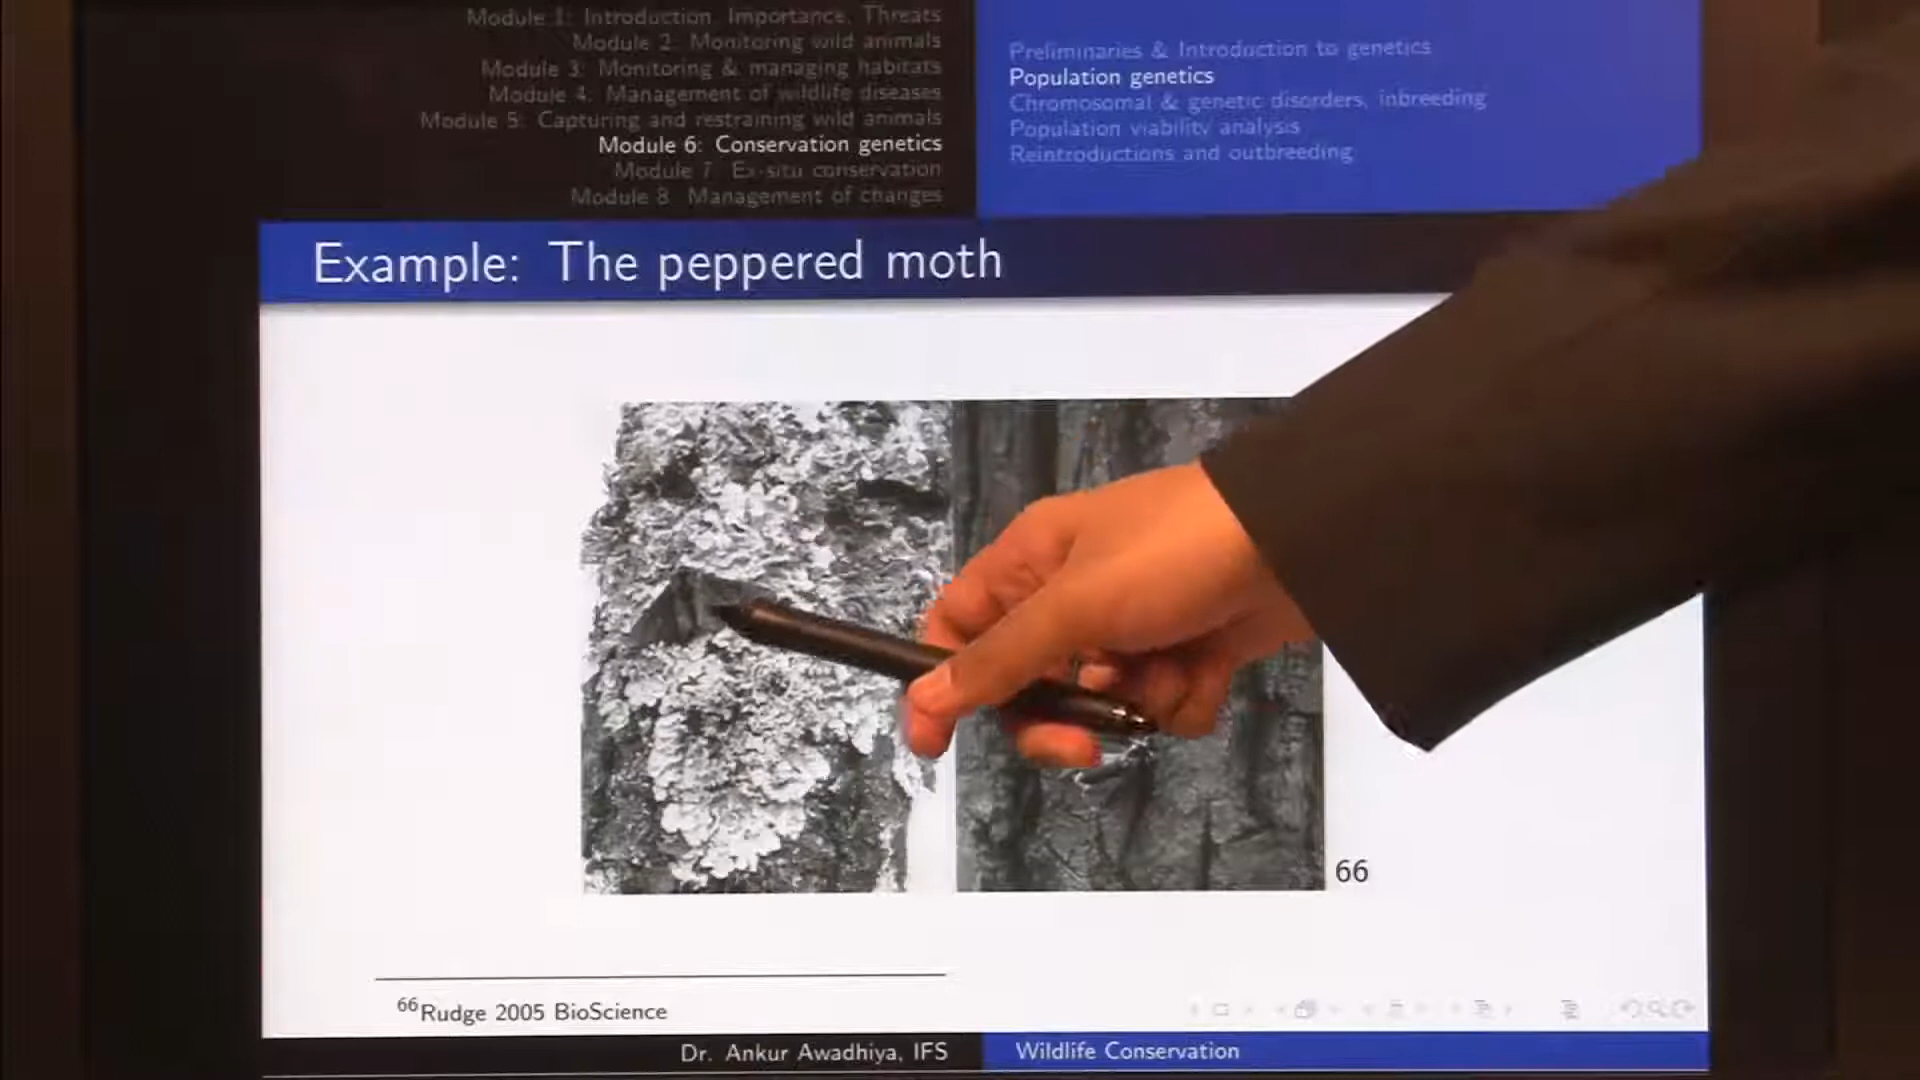 Module 1: Introduction, Importance, Threats
Module 2: Monitoring wild animals
Module 3: Monitoring & managing habitats
Module 4: Management of wildlife diseases
Module 5: Capturing and restraining wild animals
Module 6: Conservation genetics
Module 7: Ex-situ conservation
Module 8: Management of changes
Preliminaries & Introduction to genetics
Population genetics
Chromosomal & genetic disorders, inbreeding
Population viability analysis
Reintroductions and outbreeding
Example: The peppered moth
66
66Rudge 2005 BioScience
Dr. Ankur Awadhiya, IFS
Wildlife Conservation